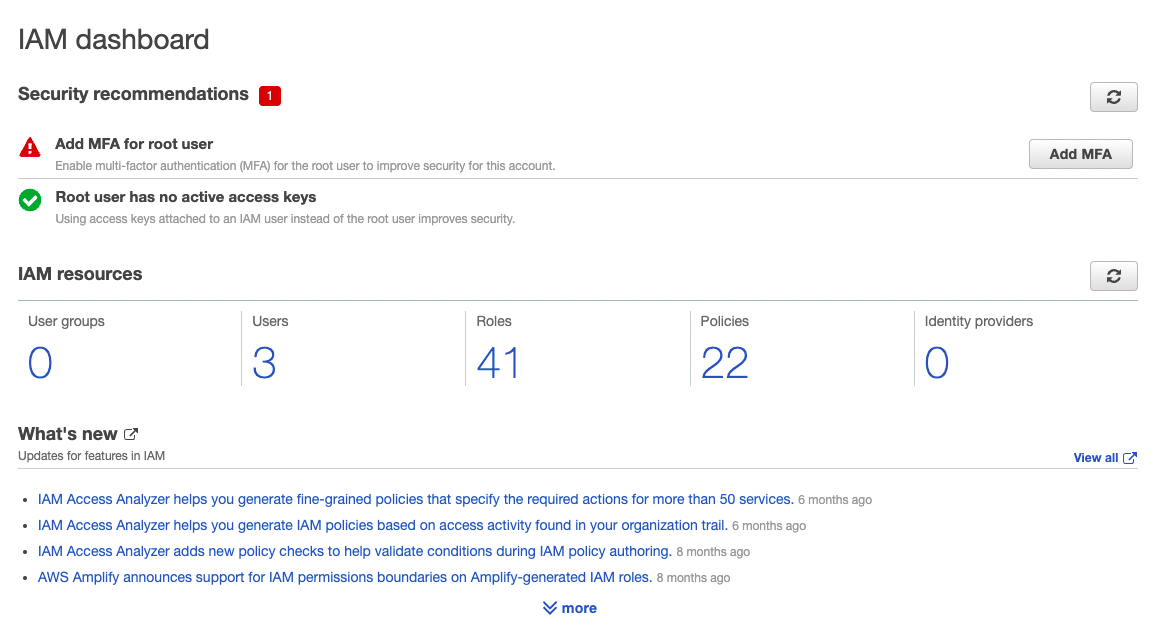 IAM dashboard
Security recommendations 1
Add MFA for root user
Enable multi-factor authentication (MFA) for the root user to improve security for this account.
Add MFA
Root user has no active access keys
Using access keys attached to an IAM user instead of the root user improves security.
IAM resources
User groups Users Roles Policies Identity providers
0 3 41 22 0
What's new
Updates for features in IAM
View all
IAM Access Analyzer helps you generate fine-grained policies that specify the required actions for more than 50 services. 6 months ago
IAM Access Analyzer helps you generate IAM policies based on access activity found in your organization trail. 6 months ago
IAM Access Analyzer adds new policy checks to help validate conditions during IAM policy authoring. 8 months ago
AWS Amplify announces support for IAM permissions boundaries on Amplify-generated IAM roles. 8 months ago
more